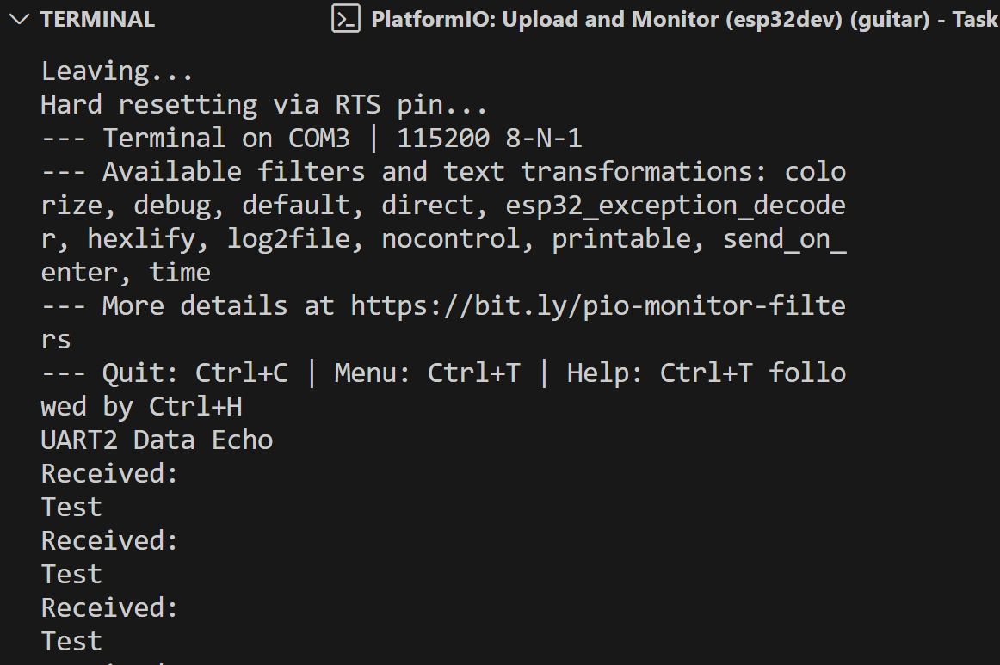 TERMINAL
PlatformIO: Upload and Monitor (esp32dev) (guitar) - Task
Leaving...
Hard resetting via RTS pin...
--- Terminal on COM3 | 115200 8-N-1
--- Available filters and text transformations: colo
rize, debug, default, direct, esp32_exception_decode
r, hexlify, log2file, nocontrol, printable, send_on_
enter, time
--- More details at https://bit.ly/pio-monitor-filte
rs
--- Quit: Ctrl+C | Menu: Ctrl+T | Help: Ctrl+T follo
wed by Ctrl+H
UART2 Data Echo
Received:
Test
Received:
Test
Received:
Test